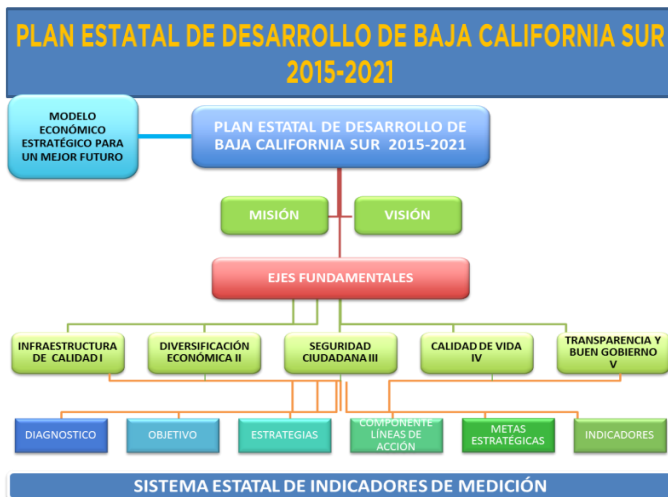 PLAN ESTATAL DE DESARROLLO DE BAJA CALIFORNIA SUR
2015-2021
MODELO
ECONÓMICO
ESTRATÉGICO PARA
UN MEJOR FUTURO
PLAN ESTATAL DE DESARROLLO DE
BAJA CALIFORNIA SUR 2015-2021
MISIÓN
VISIÓN
EJES FUNDAMENTALES
INFRAESTRUCTURA
DE CALIDAD I
DIVERSIFICACIÓN
ECONÓMICA II
SEGURIDAD
CIUDADANA III
CALIDAD DE VIDA
IV
TRANSPARENCIA Y
BUEN GOBIERNO
V
DIAGNOSTICO
OBJETIVO
ESTRATEGIAS
COMPONENTE
LÍNEAS DE
ACCIÓN
METAS
ESTRATÉGICAS
INDICADORES
SISTEMA ESTATAL DE INDICADORES DE MEDICIÓN